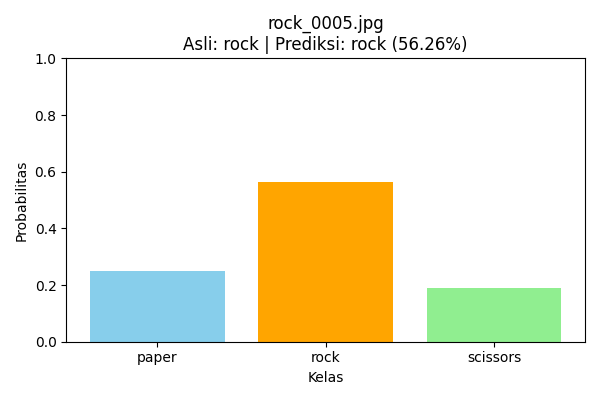 rock_0005.jpg
Asli: rock | Prediksi: rock (56.26%)
1.0
0.8
0.6
0.4
0.2
0.0
Probabilitas
paper
rock
scissors
Kelas